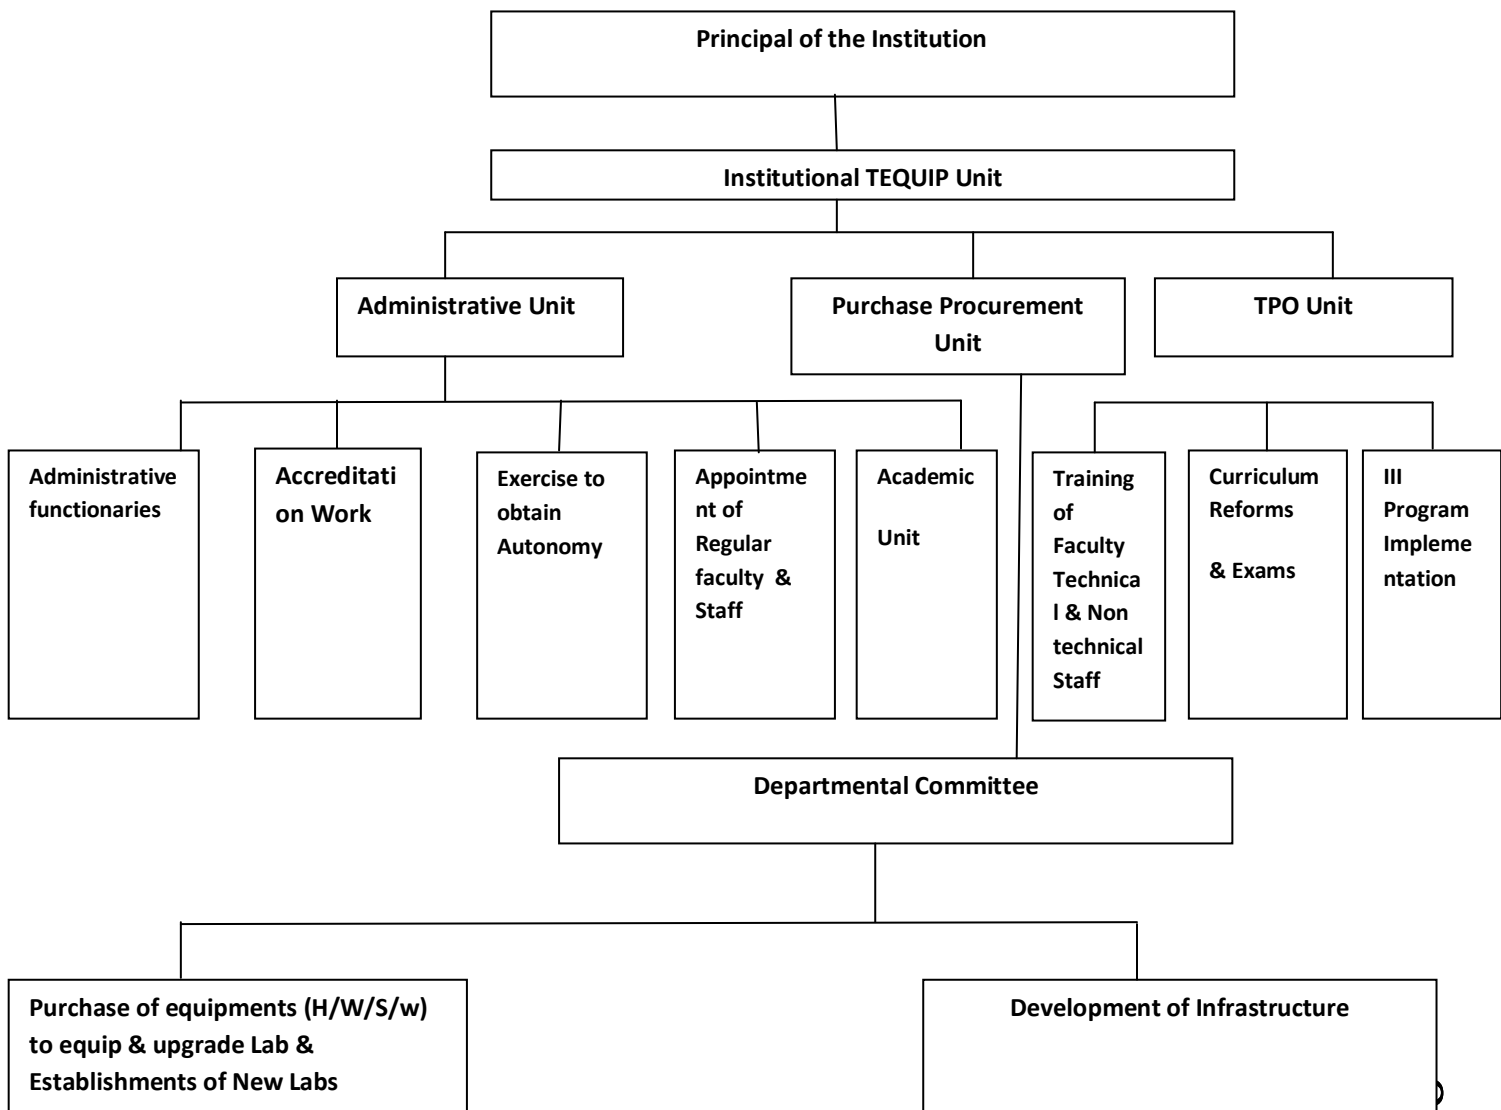 Principal of the Institution
Institutional TEQUIP Unit
Administrative Unit
Purchase Procurement
Unit
TPO Unit
Administrative
functionaries
Accreditati
on Work
Exercise to
obtain
Autonomy
Appointme
nt of
Regular
faculty &
Staff
Academic
Unit
Training
of
Faculty
Technica
l & Non
technical
Staff
Curriculum
Reforms
& Exams
III
Program
Impleme
ntation
Departmental Committee
Purchase of equipments (H/W/S/w)
to equip & upgrade Lab &
Establishments of New Labs
Development of Infrastructure